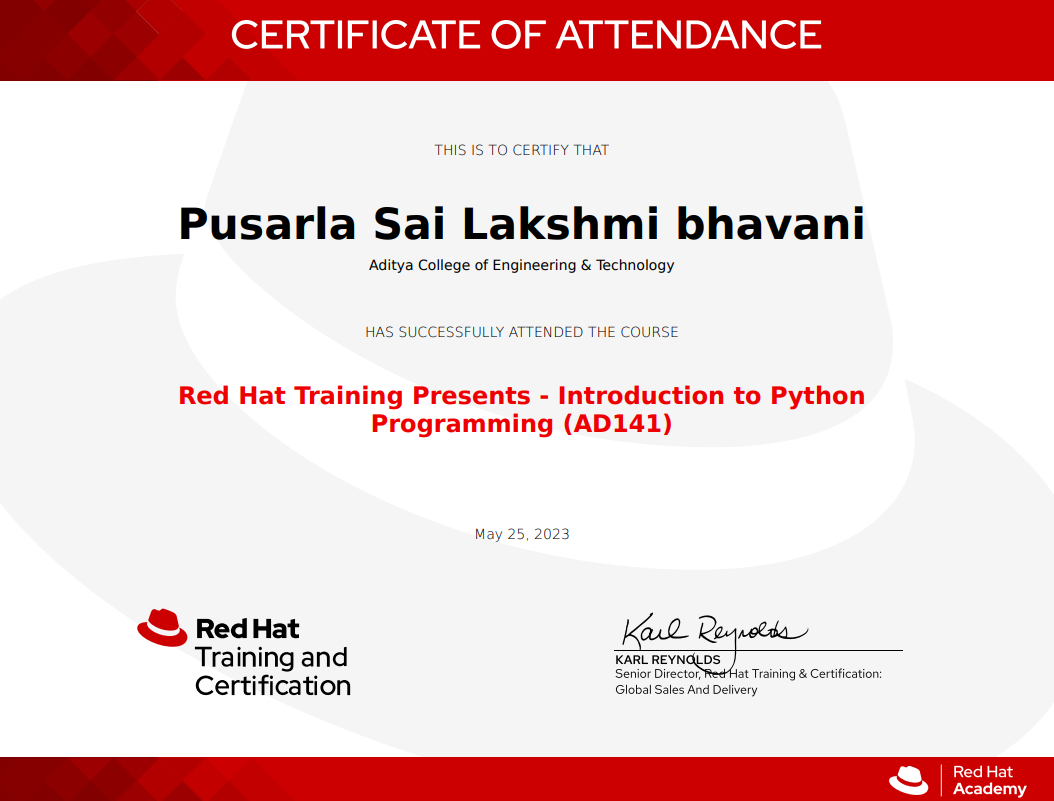 CERTIFICATE OF ATTENDANCE
THIS IS TO CERTIFY THAT
Pusarla Sai Lakshmi bhavani
Aditya College of Engineering & Technology
HAS SUCCESSFULLY ATTENDED THE COURSE
Red Hat Training Presents - Introduction to Python
Programming (AD141)
May 25, 2023
Red Hat
Training and
Certification
Karl Reynolds
KARL REYNOLDS
Senior Director, Red Hat Training & Certification:
Global Sales And Delivery
Red Hat
Academy